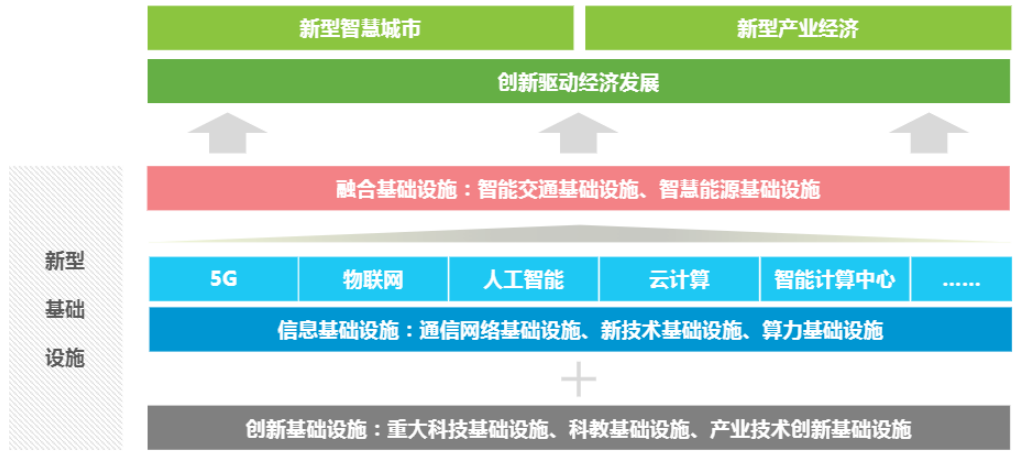 新型智慧城市
新型产业经济
创新驱动经济发展
融合基础设施：智能交通基础设施、智慧能源基础设施
新型
基础
设施
5G
物联网
人工智能
云计算
智能计算中心
……
信息基础设施：通信网络基础设施、新技术基础设施、算力基础设施
创新基础设施：重大科技基础设施、科教基础设施、产业技术创新基础设施